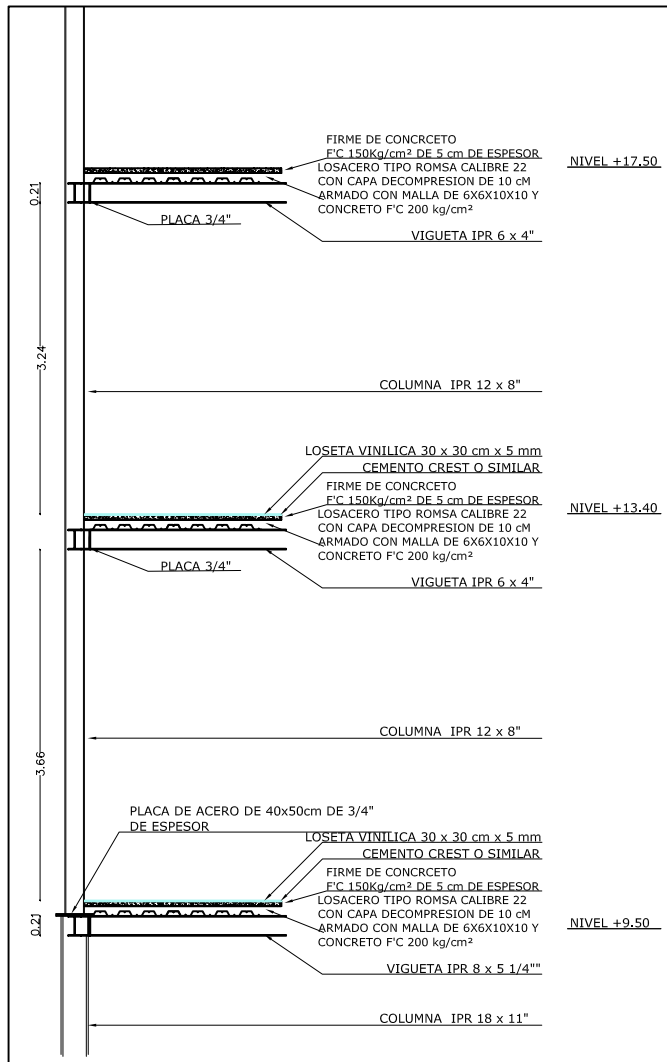 FIRME DE CONCRCETO
F'C 150Kg/cm² DE 5 cm DE ESPESOR
LOSACERO TIPO ROMSA CALIBRE 22
CON CAPA DECOMPRESION DE 10 cM
ARMADO CON MALLA DE 6X6X10X10 Y
CONCRETO F'C 200 kg/cm²
NIVEL +17.50
0.21
PLACA 3/4"
VIGUETA IPR 6 x 4"
3.24
COLUMNA IPR 12 x 8"
LOSETA VINILICA 30 x 30 cm x 5 mm
CEMENTO CREST O SIMILAR
FIRME DE CONCRCETO
F'C 150Kg/cm² DE 5 cm DE ESPESOR
LOSACERO TIPO ROMSA CALIBRE 22
CON CAPA DECOMPRESION DE 10 cM
ARMADO CON MALLA DE 6X6X10X10 Y
CONCRETO F'C 200 kg/cm²
NIVEL +13.40
PLACA 3/4"
VIGUETA IPR 6 x 4"
COLUMNA IPR 12 x 8"
3.66
PLACA DE ACERO DE 40x50cm DE 3/4"
DE ESPESOR
LOSETA VINILICA 30 x 30 cm x 5 mm
CEMENTO CREST O SIMILAR
FIRME DE CONCRCETO
F'C 150Kg/cm² DE 5 cm DE ESPESOR
LOSACERO TIPO ROMSA CALIBRE 22
CON CAPA DECOMPRESION DE 10 cM
ARMADO CON MALLA DE 6X6X10X10 Y
CONCRETO F'C 200 kg/cm²
NIVEL +9.50
0.21
VIGUETA IPR 8 x 5 1/4""
COLUMNA IPR 18 x 11"